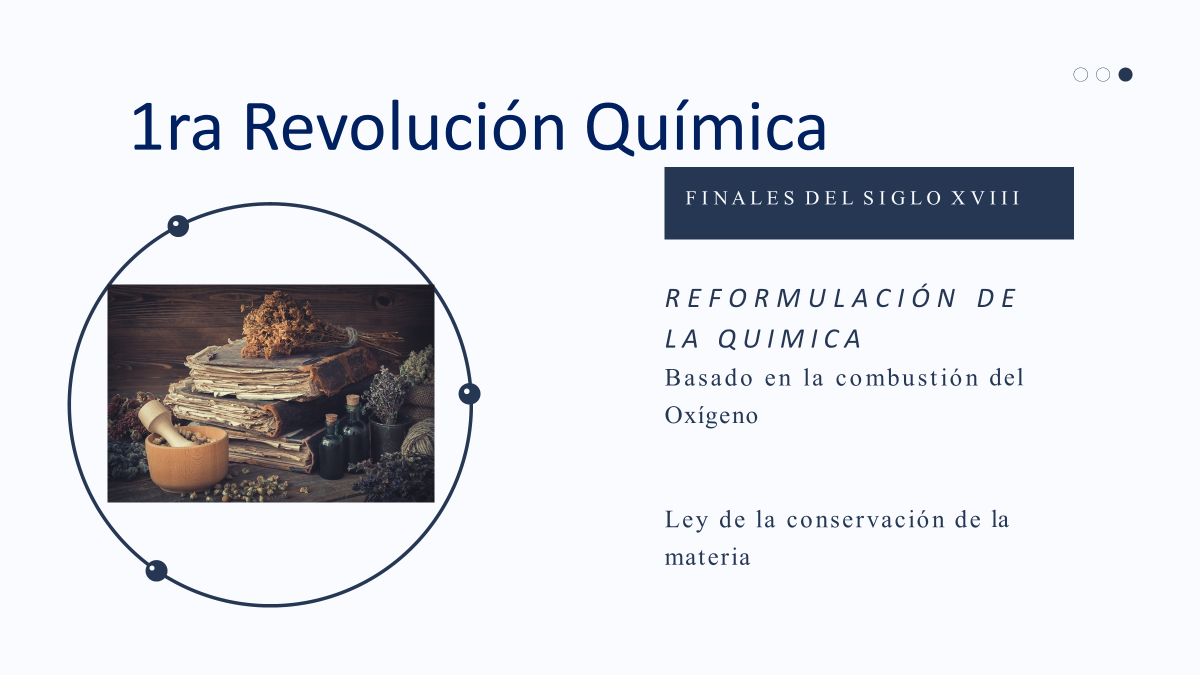 1ra Revolución Química
FINALES DEL SIGLO XVIII
REFORMULACIÓN DE
LA QUIMICA
Basado en la combustión del
Oxígeno
Ley de la conservación de la
materia